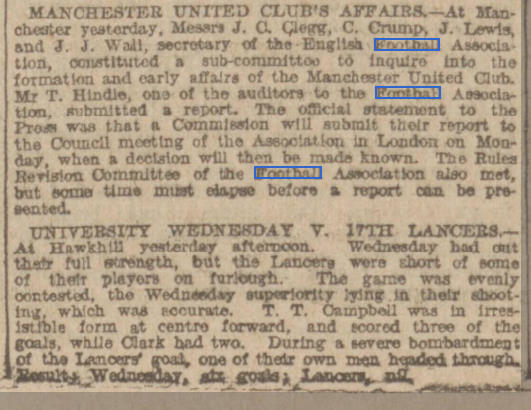 MANCHESTER UNITED CLUB'S AFFAIRS.—At Man-
chester yesterday, Messrs J. C. Clegg, C. Crump, J. Lewis,
and J. J. Wall, secretary of the English Football Associa-
tion, constituted a sub-committee to inquire into the
formation and early affairs of the Manchester United Club.
Mr T. Hindle, one of the auditors to the Football Associa-
tion, submitted a report. The official statement to the
Press was that a Commission will submit their report to
the Council meeting of the Association in London on Mon-
day, when a decision will then be made known. The Rules
Revision Committee of the Football Association also met,
but some time must elapse before a report can be pre-
sented.
UNIVERSITY WEDNESDAY V. 17TH LANCERS.—
At Hawkhill yesterday afternoon. Wednesday had out
their full strength, but the Lancers were short of some
of their players on furlough. The game was evenly
contested, the Wednesday superiority lying in their shoot-
ing, which was accurate. T. T. Campbell was in irres-
istible form at centre forward, and scored three of the
goals, while Clark had two. During a severe bombardment
of the Lancers' goal, one of their own men headed through.
Result: Wednesday, six goals; Lancers, nil.